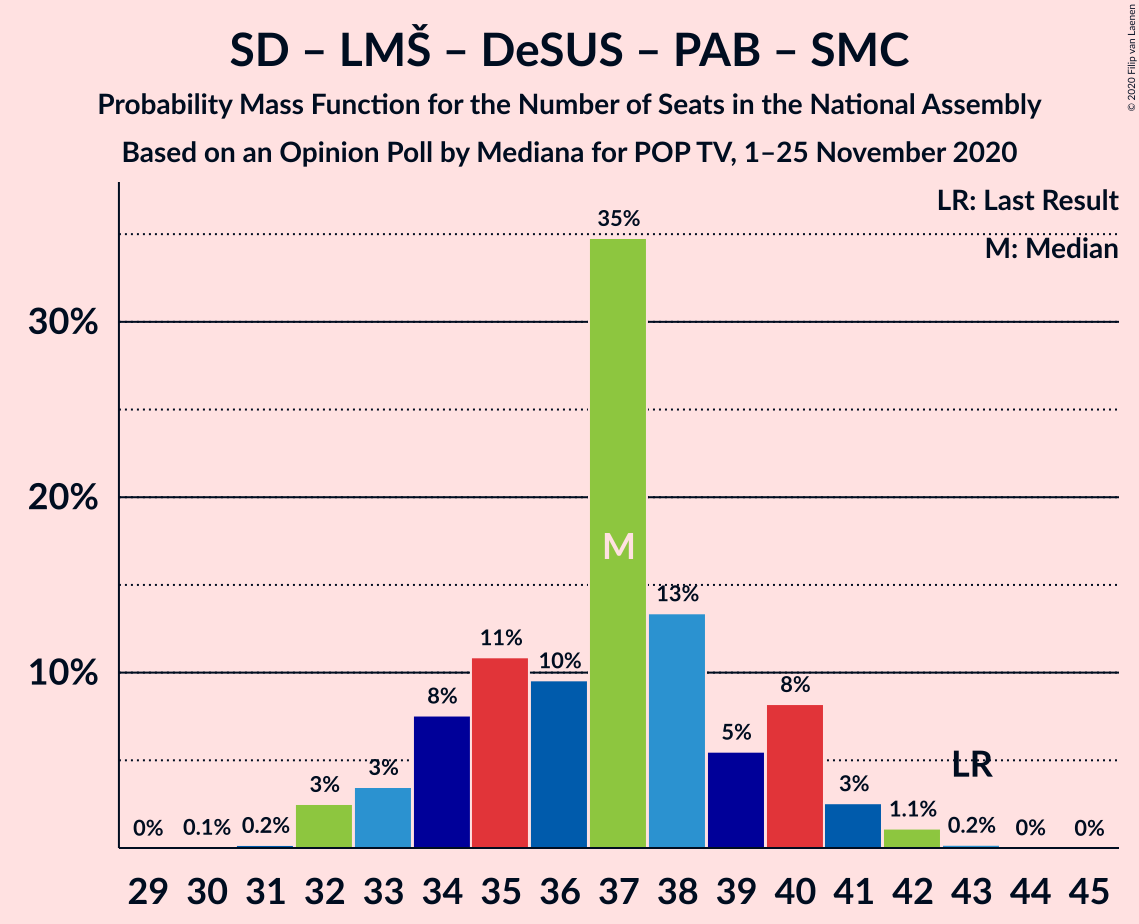 SD – LMŠ – DeSUS – PAB – SMC
Probability Mass Function for the Number of Seats in the National Assembly
Based on an Opinion Poll by Mediana for POP TV, 1–25 November 2020
© 2020 Filip van Laenen
LR: Last Result
M: Median
30%
20%
10%
0%
0.1%
0.2%
3%
3%
8%
11%
10%
35%
13%
5%
8%
3%
1.1%
0.2%
0%
0%
M
LR
29 30 31 32 33 34 35 36 37 38 39 40 41 42 43 44 45